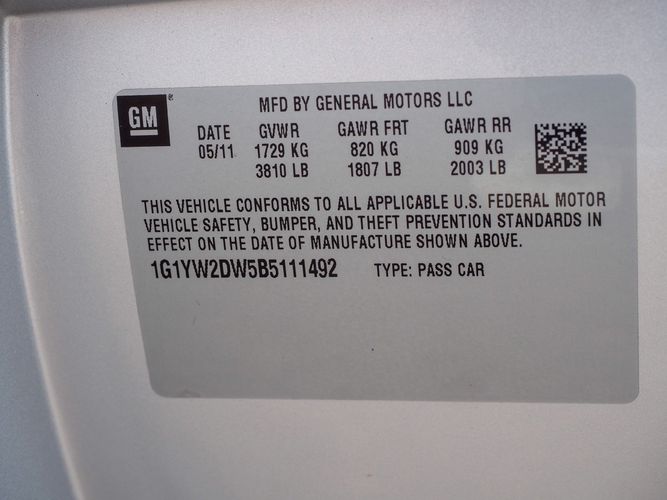 GM
MFD BY GENERAL MOTORS LLC
DATE GVWR GAWR FRT GAWR RR
05/11 1729 KG 820 KG 909 KG
3810 LB 1807 LB 2003 LB
THIS VEHICLE CONFORMS TO ALL APPLICABLE U.S. FEDERAL MOTOR
VEHICLE SAFETY, BUMPER, AND THEFT PREVENTION STANDARDS IN
EFFECT ON THE DATE OF MANUFACTURE SHOWN ABOVE.
1G1YW2DW5B5111492 TYPE: PASS CAR